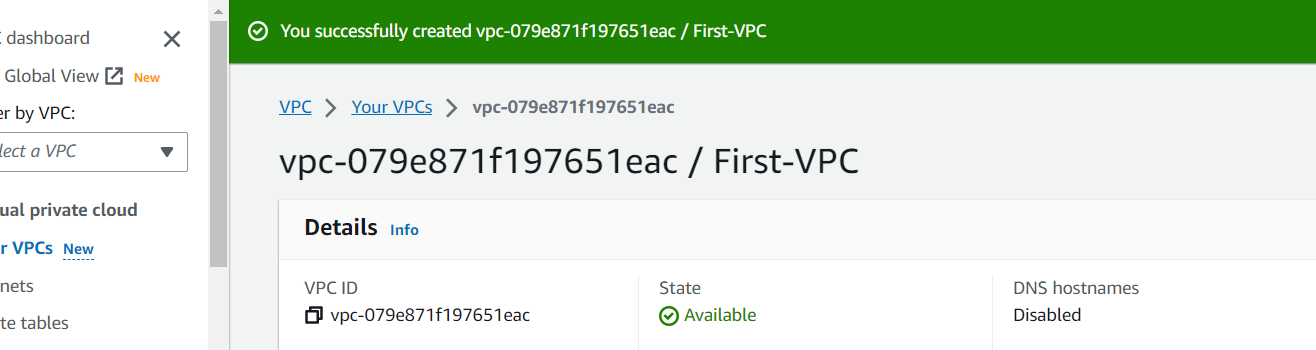 dashboard
Global View New
er by VPC:
lect a VPC
ual private cloud
r VPCs New
nets
te tables
You successfully created vpc-079e871f197651eac / First-VPC
VPC > Your VPCs > vpc-079e871f197651eac
vpc-079e871f197651eac / First-VPC
Details Info
VPC ID
vpc-079e871f197651eac
State
Available
DNS hostnames
Disabled